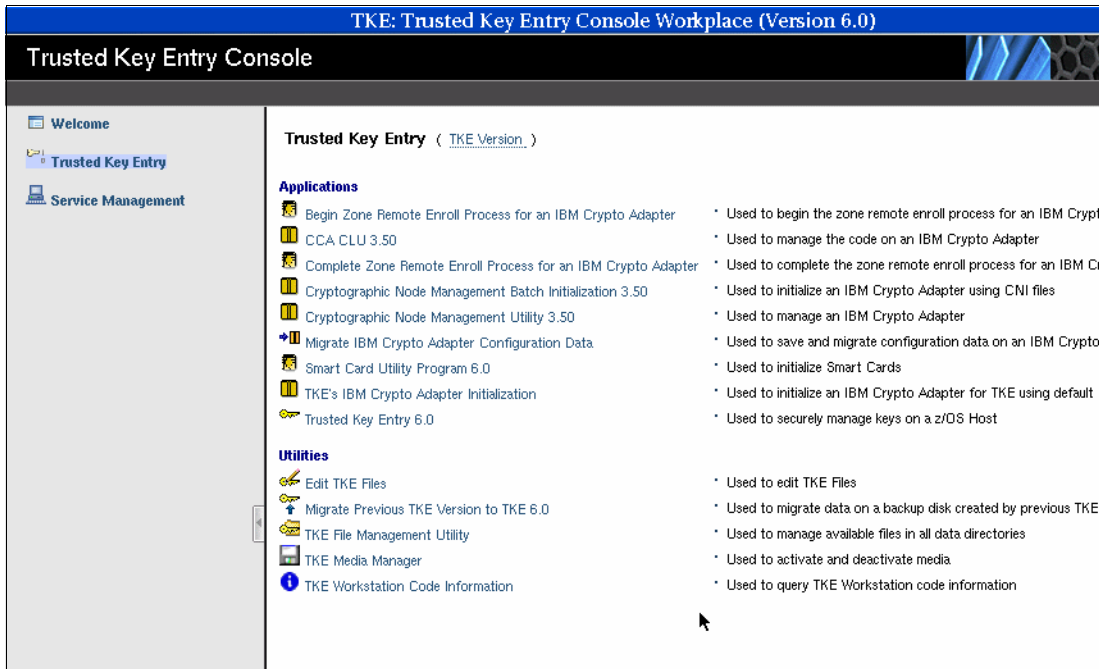 TKE: Trusted Key Entry Console Workplace (Version 6.0)
Trusted Key Entry Console
Welcome
Trusted Key Entry
Service Management
Trusted Key Entry ( TKE Version )
Applications
Begin Zone Remote Enroll Process for an IBM Crypto Adapter • Used to begin the zone remote enroll process for an IBM Crypt
CCA CLU 3.50 • Used to manage the code on an IBM Crypto Adapter
Complete Zone Remote Enroll Process for an IBM Crypto Adapter • Used to complete the zone remote enroll process for an IBM C
Cryptographic Node Management Batch Initialization 3.50 • Used to initialize an IBM Crypto Adapter using CNI files
Cryptographic Node Management Utility 3.50 • Used to manage an IBM Crypto Adapter
Migrate IBM Crypto Adapter Configuration Data • Used to save and migrate configuration data on an IBM Crypto
Smart Card Utility Program 6.0 • Used to initialize Smart Cards
TKE's IBM Crypto Adapter Initialization • Used to initialize an IBM Crypto Adapter for TKE using default
Trusted Key Entry 6.0 • Used to securely manage keys on a z/OS Host
Utilities
Edit TKE Files • Used to edit TKE Files
Migrate Previous TKE Version to TKE 6.0 • Used to migrate data on a backup disk created by previous TKE
TKE File Management Utility • Used to manage available files in all data directories
TKE Media Manager • Used to activate and deactivate media
TKE Workstation Code Information • Used to query TKE Workstation code information